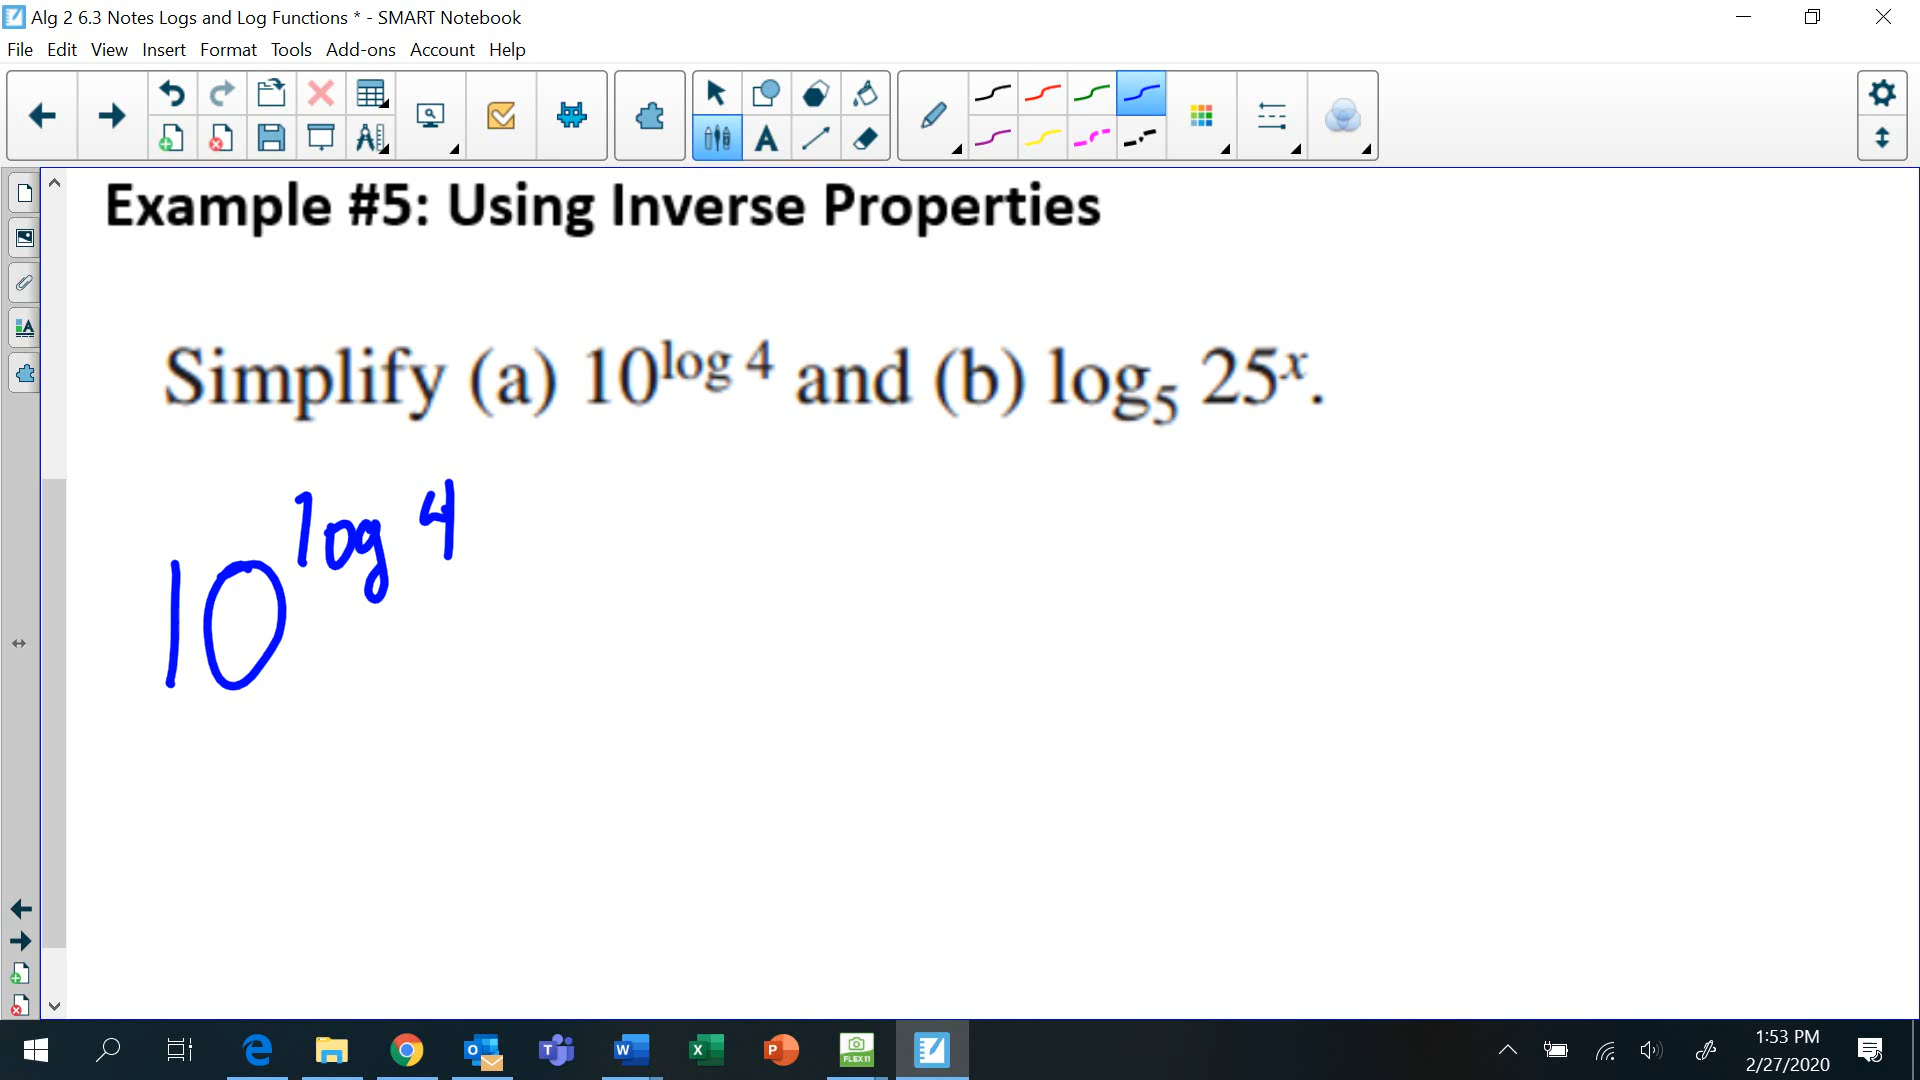 Alg 2 6.3 Notes Logs and Log Functions * - SMART Notebook
File Edit View Insert Format Tools Add-ons Account Help
Example #5: Using Inverse Properties
Simplify (a) 10^log 4 and (b) log₅ 25^x.
10^log 4
FLEX11
1:53 PM
2/27/2020